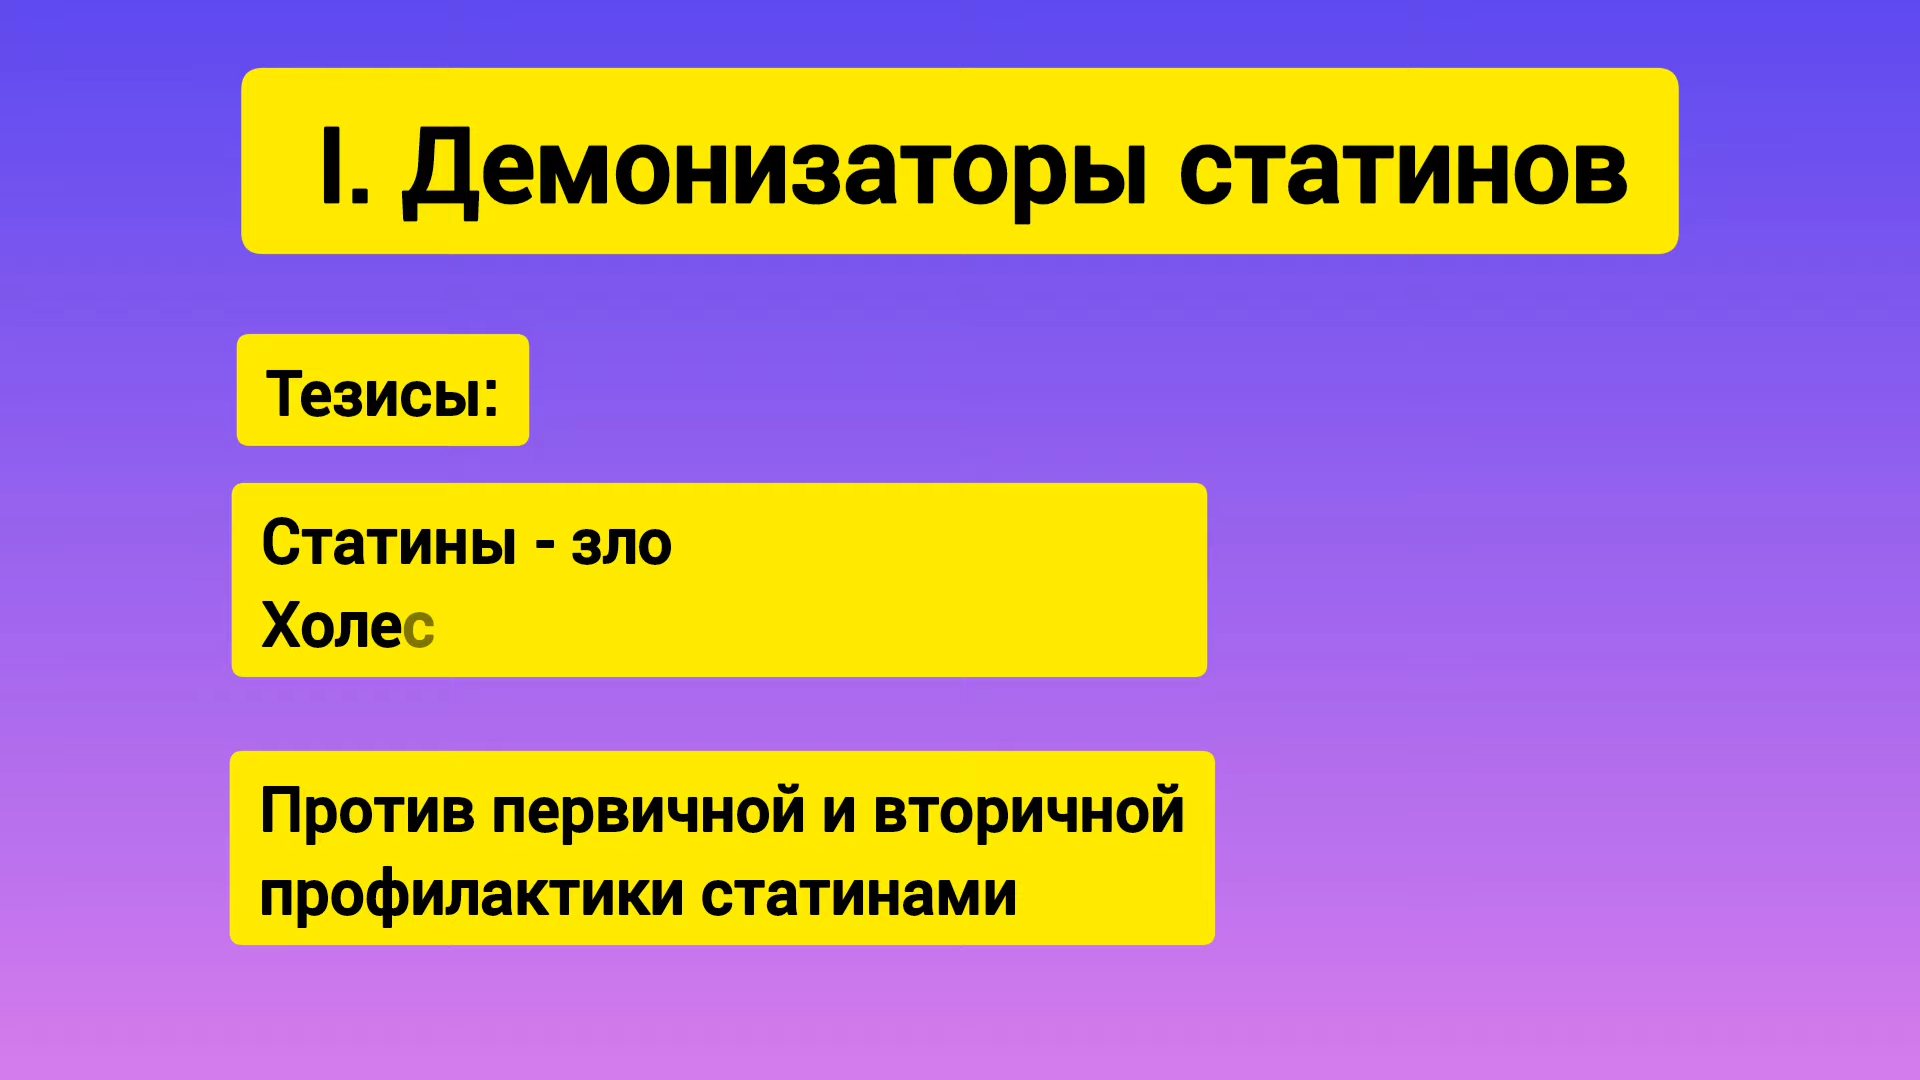 I. Демонизаторы статинов
Тезисы:
Статины - зло
Холес
Против первичной и вторичной
профилактики статинами